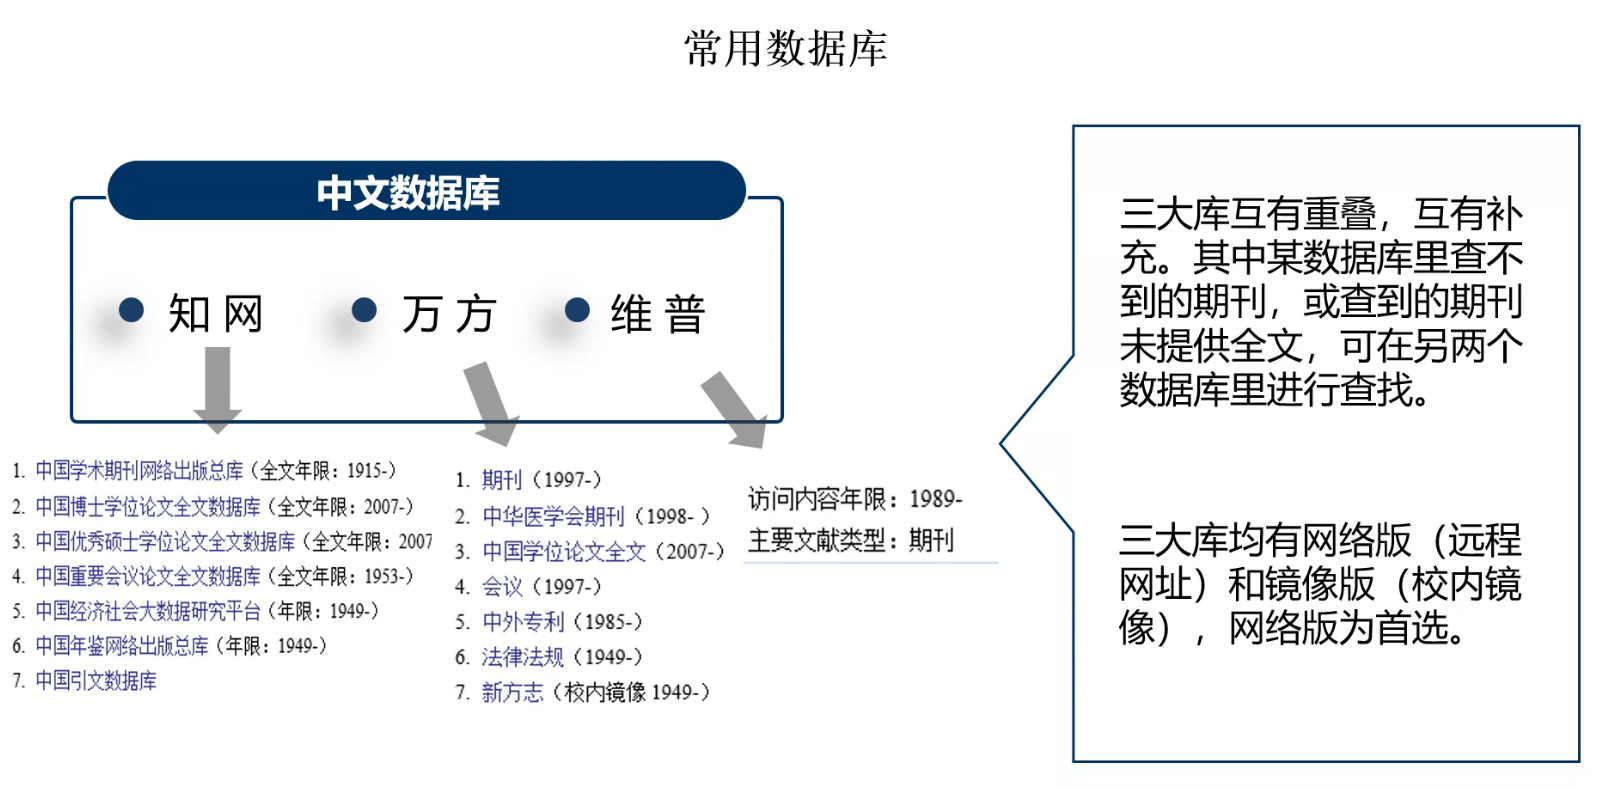 常用数据库
中文数据库
知网
万方
维普
1. 中国学术期刊网络出版总库（全文年限：1915-）
2. 中国博士学位论文全文数据库（全文年限：2007-）
3. 中国优秀硕士学位论文全文数据库（全文年限：2007
4. 中国重要会议论文全文数据库（全文年限：1953-）
5. 中国经济社会大数据研究平台（年限：1949-）
6. 中国年鉴网络出版总库（年限：1949-）
7. 中国引文数据库
1. 期刊（1997-）
2. 中华医学会期刊（1998- ）
3. 中国学位论文全文（2007-）
4. 会议（1997-）
5. 中外专利（1985-）
6. 法律法规（1949-）
7. 新方志（校内镜像 1949-）
访问内容年限：1989-
主要文献类型：期刊
三大库互有重叠，互有补
充。其中某数据库里查不
到的期刊，或查到的期刊
未提供全文，可在另两个
数据库里进行查找。
三大库均有网络版（远程
网址）和镜像版（校内镜
像），网络版为首选。